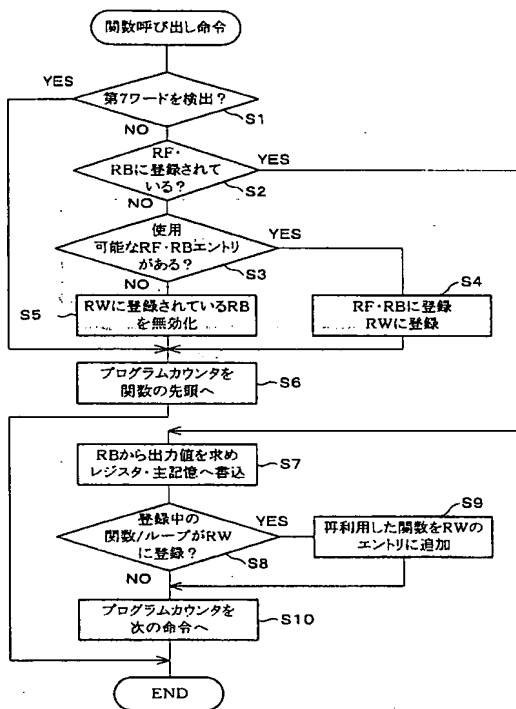 関数呼び出し命令
YES
第7ワードを検出?
S1
NO
RF・
RBに登録されて
いる?
YES
S2
NO
使用
可能なRF・RBエントリ
がある?
YES
S3
NO
S4
S5
RWに登録されているRB
を無効化
RF・RBに登録
RWに登録
プログラムカウンタを
関数の先頭へ
S6
RBから出力値を求め
レジスタ・主記憶へ書込
S7
登録中の
関数/ループがRW
に登録?
YES
S8
NO
S9
再利用した関数をRWの
エントリに追加
プログラムカウンタを
次の命令へ
S10
END